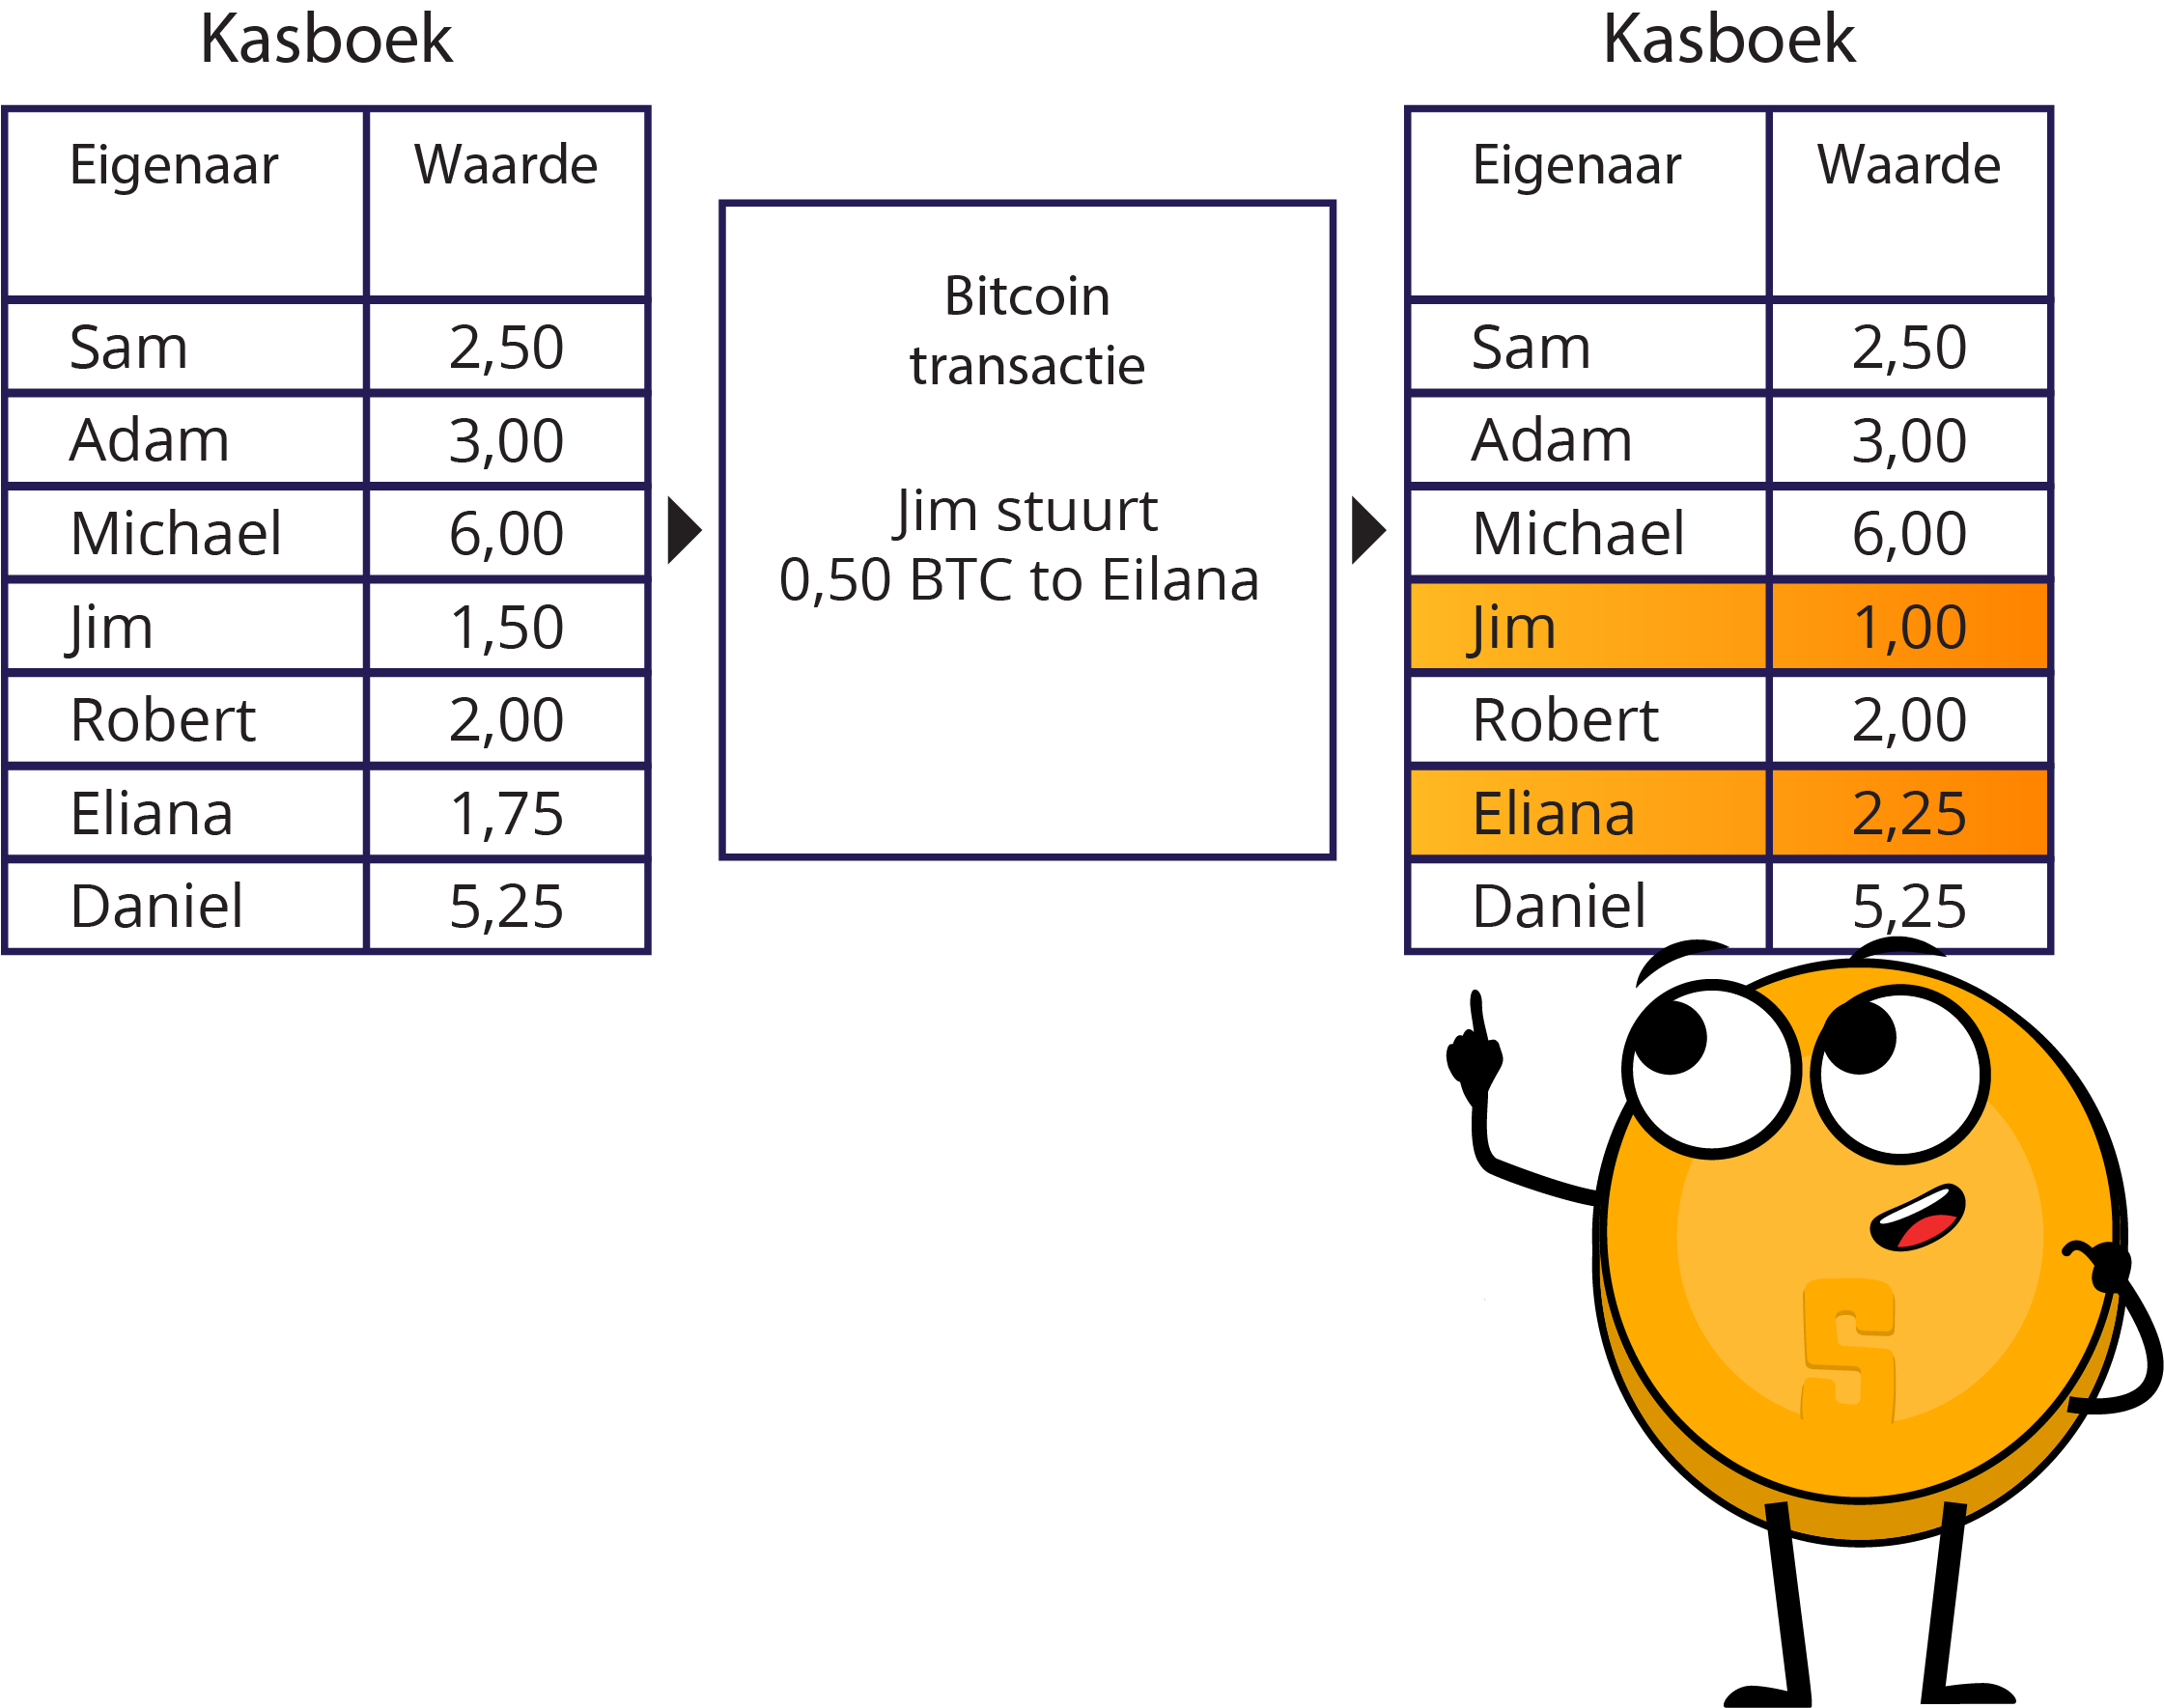 Kasboek
Eigenaar Waarde
Sam 2,50
Adam 3,00
Michael 6,00
Jim 1,50
Robert 2,00
Eliana 1,75
Daniel 5,25
Bitcoin
transactie
Jim stuurt
0,50 BTC to Eilana
Kasboek
Eigenaar Waarde
Sam 2,50
Adam 3,00
Michael 6,00
Jim 1,00
Robert 2,00
Eliana 2,25
Daniel 5,25
S